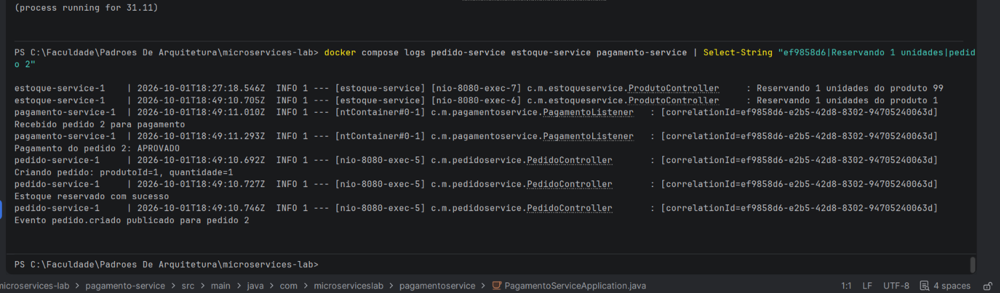 (process running for 31.11)
PS C:\Faculdade\Padroes De Arquitetura\microservices-lab> docker compose logs pedido-service estoque-service pagamento-service | Select-String "ef9858d6|Reservando 1 unidades|pedid
o 2"
estoque-service-1    | 2026-10-01T18:27:18.546Z  INFO 1 --- [estoque-service] [nio-8080-exec-7] c.m.estoqueservice.ProdutoController     : Reservando 1 unidades do produto 99
estoque-service-1    | 2026-10-01T18:49:10.705Z  INFO 1 --- [estoque-service] [nio-8080-exec-6] c.m.estoqueservice.ProdutoController     : Reservando 1 unidades do produto 1
pagamento-service-1  | 2026-10-01T18:49:11.010Z  INFO 1 --- [ntContainer#0-1] c.m.pagamentoservice.PagamentoListener   : [correlationId=ef9858d6-e2b5-42d8-8302-94705240063d]
Recebido pedido 2 para pagamento
pagamento-service-1  | 2026-10-01T18:49:11.293Z  INFO 1 --- [ntContainer#0-1] c.m.pagamentoservice.PagamentoListener   : [correlationId=ef9858d6-e2b5-42d8-8302-94705240063d]
Pagamento do pedido 2: APROVADO
pedido-service-1     | 2026-10-01T18:49:10.692Z  INFO 1 --- [nio-8080-exec-5] c.m.pedidoservice.PedidoController       : [correlationId=ef9858d6-e2b5-42d8-8302-94705240063d]
Criando pedido: produtoId=1, quantidade=1
pedido-service-1     | 2026-10-01T18:49:10.727Z  INFO 1 --- [nio-8080-exec-5] c.m.pedidoservice.PedidoController       : [correlationId=ef9858d6-e2b5-42d8-8302-94705240063d]
Estoque reservado com sucesso
pedido-service-1     | 2026-10-01T18:49:10.746Z  INFO 1 --- [nio-8080-exec-5] c.m.pedidoservice.PedidoController       : [correlationId=ef9858d6-e2b5-42d8-8302-94705240063d]
Evento pedido.criado publicado para pedido 2
PS C:\Faculdade\Padroes De Arquitetura\microservices-lab>
microservices-lab > pagamento-service > src > main > java > com > microserviceslab > pagamentoservice > PagamentoServiceApplication.java 1:1 LF UTF-8 4 spaces